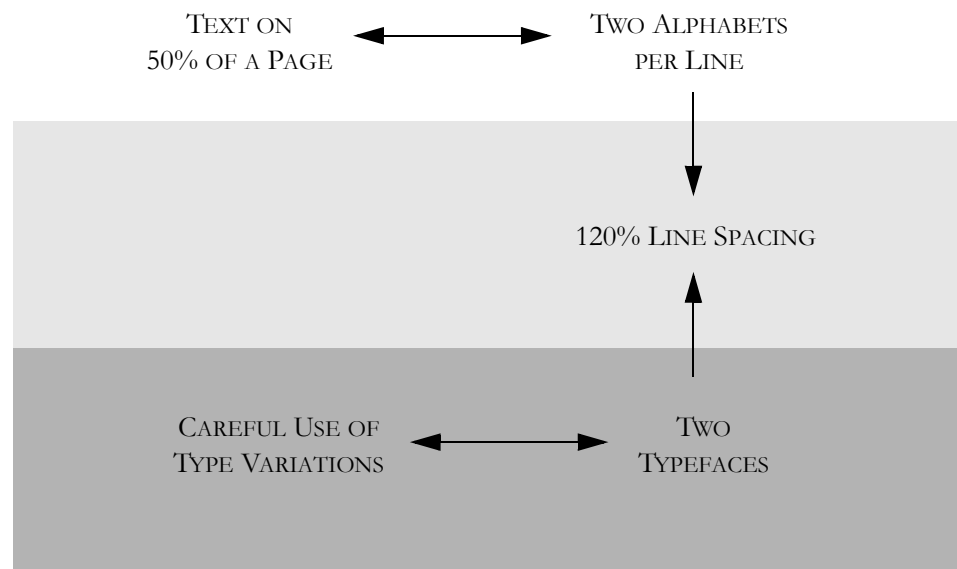 Text on
50% of a Page
Two Alphabets
per Line
120% Line Spacing
Careful Use of
Type Variations
Two
Typefaces